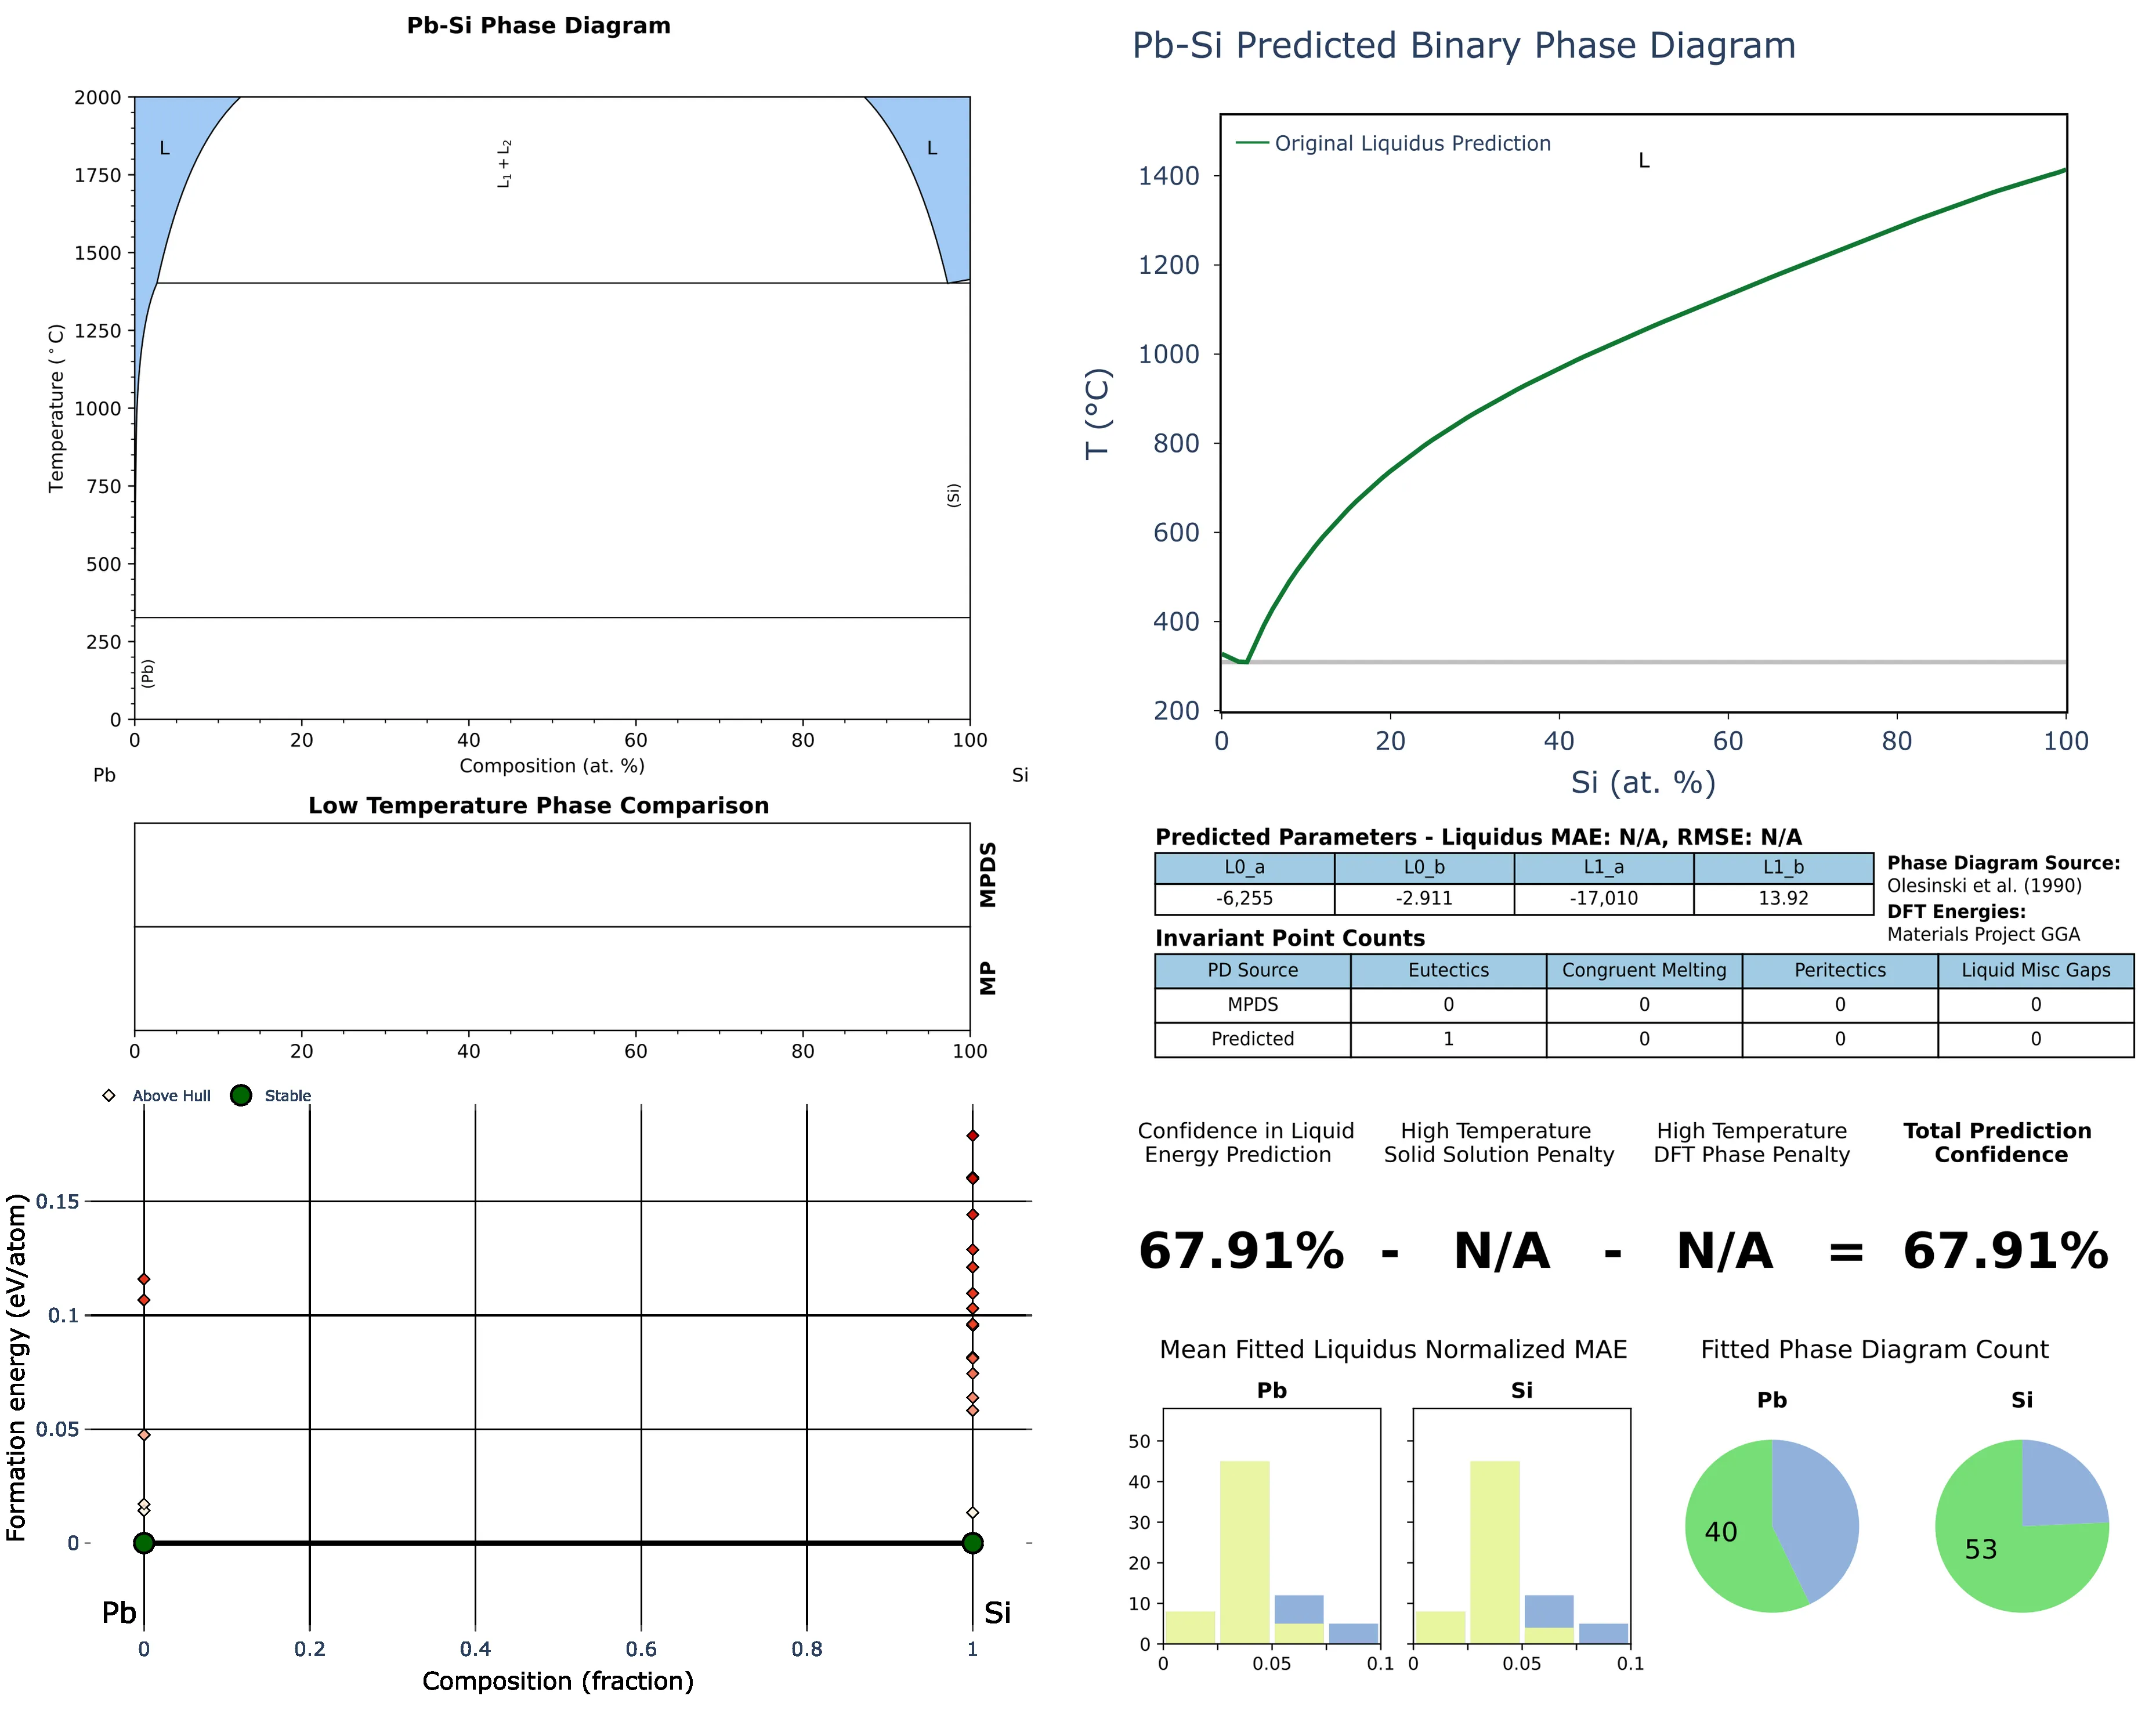 Pb-Si Phase Diagram
2000
1750
1500
1250
1000
750
500
250
0
Temperature (°C)
L
L₁ + L₂
L
(Si)
(Pb)
0 20 40 60 80 100
Composition (at. %)
Pb Si
Low Temperature Phase Comparison
MPDS
MP
0 20 40 60 80 100
Above Hull Stable
0.15
0.1
0.05
0
Formation energy (eV/atom)
Pb Si
0 0.2 0.4 0.6 0.8 1
Composition (fraction)
Pb-Si Predicted Binary Phase Diagram
Original Liquidus Prediction
L
1400
1200
1000
800
600
400
200
T (°C)
0 20 40 60 80 100
Si (at. %)
Predicted Parameters - Liquidus MAE: N/A, RMSE: N/A
L0_a L0_b L1_a L1_b
-6,255 -2.911 -17,010 13.92
Phase Diagram Source:
Olesinski et al. (1990)
DFT Energies:
Materials Project GGA
Invariant Point Counts
PD Source Eutectics Congruent Melting Peritectics Liquid Misc Gaps
MPDS 0 0 0 0
Predicted 1 0 0 0
Confidence in Liquid
Energy Prediction
High Temperature
Solid Solution Penalty
High Temperature
DFT Phase Penalty
Total Prediction
Confidence
67.91% - N/A - N/A = 67.91%
Mean Fitted Liquidus Normalized MAE
Pb Si
50
40
30
20
10
0
0 0.05 0.1 0 0.05 0.1
Fitted Phase Diagram Count
Pb Si
40 53